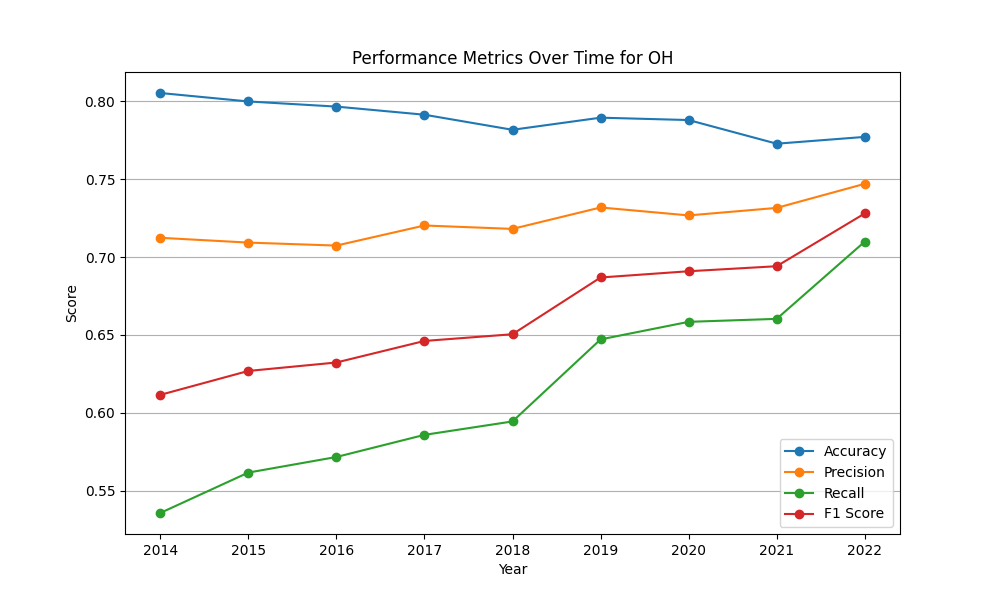 Performance Metrics Over Time for OH
0.80
0.75
0.70
0.65
0.60
0.55
Score
Accuracy
Precision
Recall
F1 Score
2014 2015 2016 2017 2018 2019 2020 2021 2022
Year